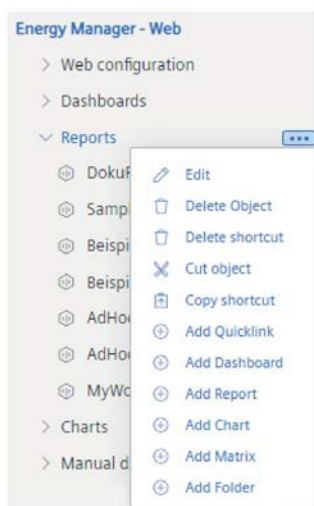 Energy Manager - Web
Web configuration
Dashboards
Reports
Edit
Delete Object
Delete shortcut
Cut object
Copy shortcut
Add Quicklink
Add Dashboard
Add Report
Add Chart
Add Matrix
Add Folder
Charts
Manual